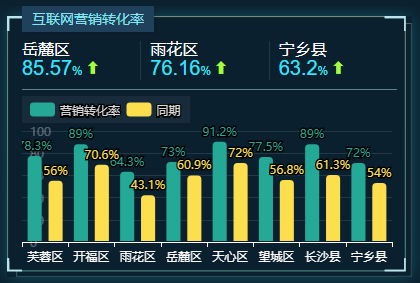 互联网营销转化率
岳麓区 雨花区 宁乡县
85.57% 76.16% 63.2%
营销转化率 同期
100
78.3% 56% 89% 70.6% 64.3% 43.1% 73% 60.9% 91.2% 72% 77.5% 56.8% 89% 61.3% 72% 54%
0
芙蓉区 开福区 雨花区 岳麓区 天心区 望城区 长沙县 宁乡县